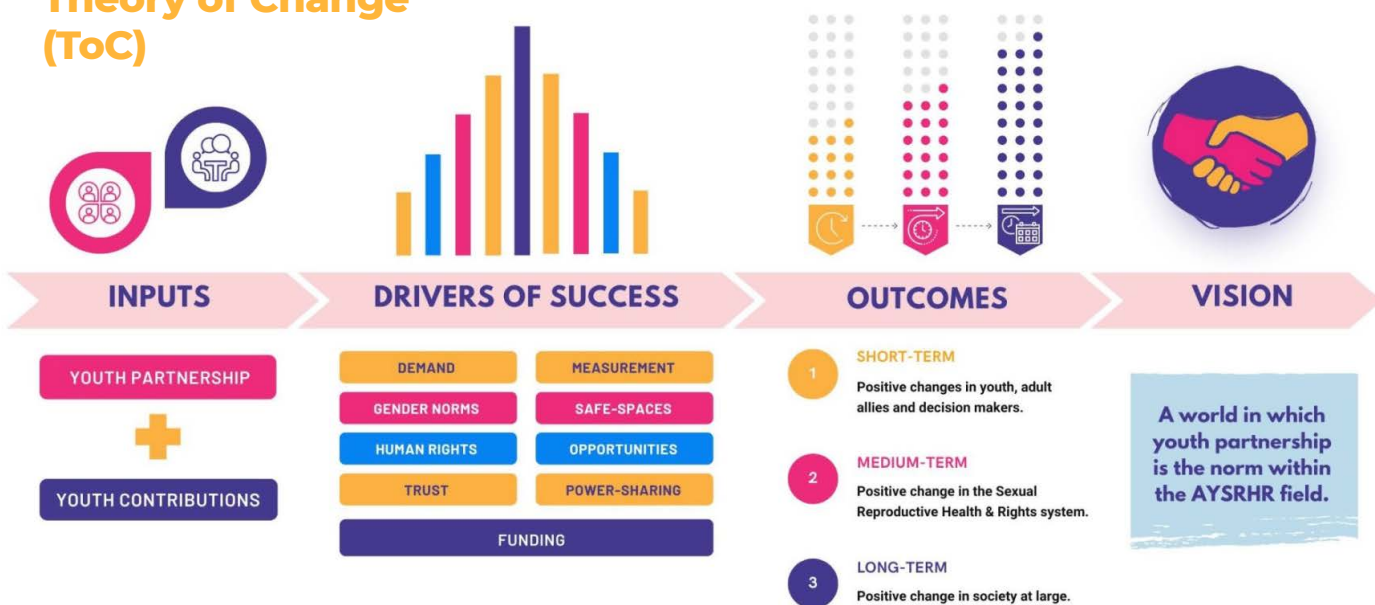 Theory of Change
(ToC)
INPUTS
DRIVERS OF SUCCESS
OUTCOMES
VISION
YOUTH PARTNERSHIP
YOUTH CONTRIBUTIONS
DEMAND
MEASUREMENT
GENDER NORMS
SAFE-SPACES
HUMAN RIGHTS
OPPORTUNITIES
TRUST
POWER-SHARING
FUNDING
1
SHORT-TERM
Positive changes in youth, adult
allies and decision makers.
2
MEDIUM-TERM
Positive change in the Sexual
Reproductive Health & Rights system.
3
LONG-TERM
Positive change in society at large.
A world in which
youth partnership
is the norm within
the AYSRHR field.